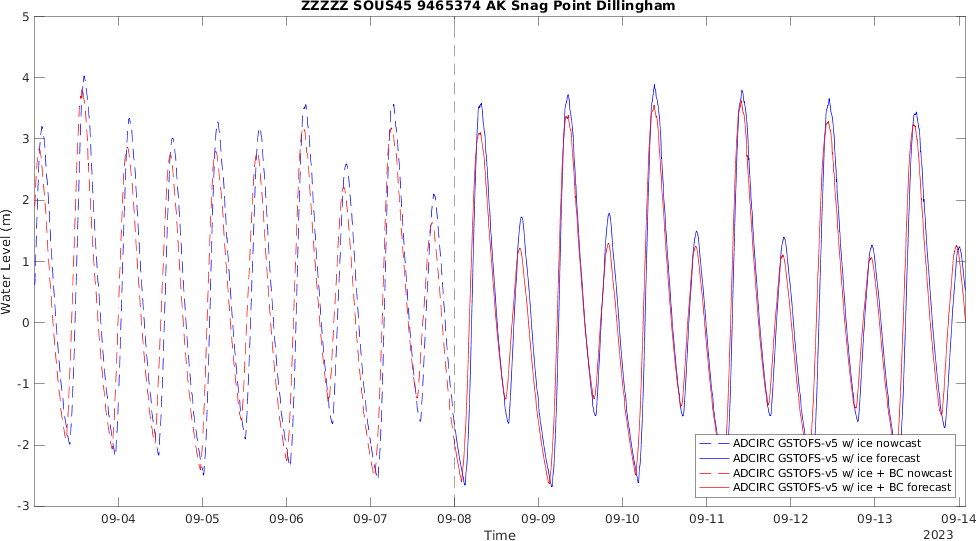 ZZZZZ SOUS45 9465374 AK Snag Point Dillingham
Water Level (m)
5
4
3
2
1
0
-1
-2
-3
ADCIRC GSTOFS-v5 w/ ice nowcast
ADCIRC GSTOFS-v5 w/ ice forecast
ADCIRC GSTOFS-v5 w/ ice + BC nowcast
ADCIRC GSTOFS-v5 w/ ice + BC forecast
09-04 09-05 09-06 09-07 09-08 09-09 09-10 09-11 09-12 09-13 09-14
Time
2023